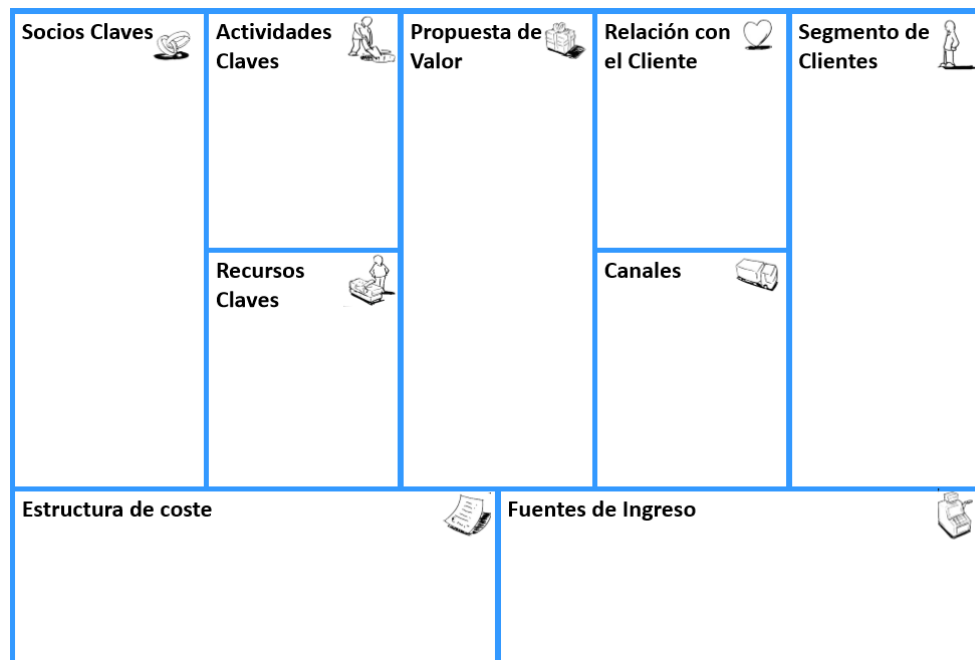 Socios Claves
Actividades
Claves
Propuesta de
Valor
Relación con
el Cliente
Segmento de
Clientes
Recursos
Claves
Canales
Estructura de coste
Fuentes de Ingreso